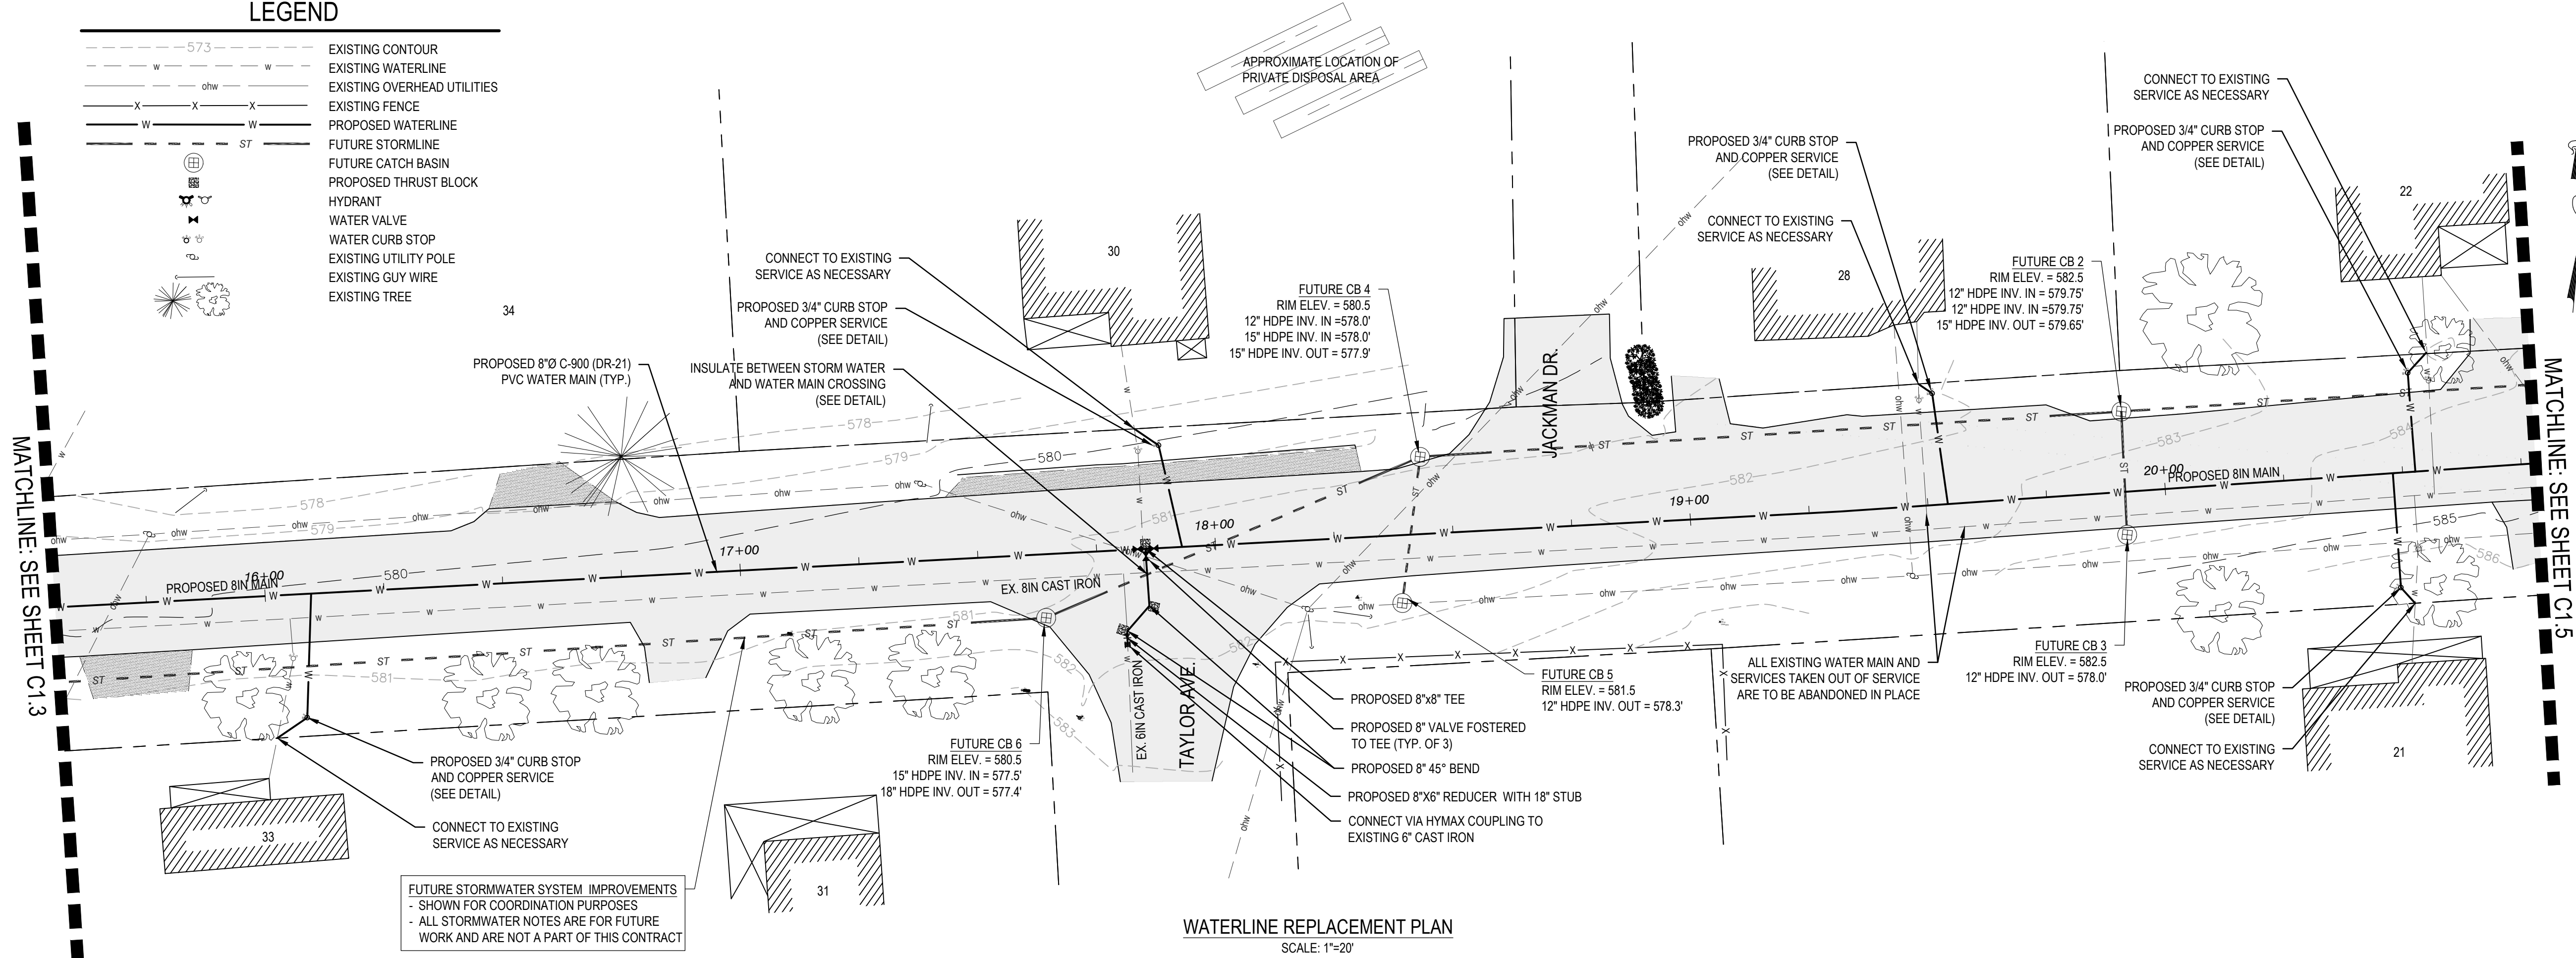 LEGEND
573
EXISTING CONTOUR
w w
EXISTING WATERLINE
ohw
EXISTING OVERHEAD UTILITIES
X X X
EXISTING FENCE
W W
PROPOSED WATERLINE
ST
FUTURE STORMLINE
FUTURE CATCH BASIN
PROPOSED THRUST BLOCK
HYDRANT
WATER VALVE
WATER CURB STOP
EXISTING UTILITY POLE
EXISTING GUY WIRE
EXISTING TREE
34
MATCHLINE: SEE SHEET C1.3
APPROXIMATE LOCATION OF
PRIVATE DISPOSAL AREA
CONNECT TO EXISTING
SERVICE AS NECESSARY
PROPOSED 3/4" CURB STOP
AND COPPER SERVICE
(SEE DETAIL)
INSULATE BETWEEN STORM WATER
AND WATER MAIN CROSSING
(SEE DETAIL)
PROPOSED 8"Ø C-900 (DR-21)
PVC WATER MAIN (TYP.)
30
FUTURE CB 4
RIM ELEV. = 580.5
12" HDPE INV. IN =578.0'
15" HDPE INV. IN =578.0'
15" HDPE INV. OUT = 577.9'
JACKMAN DR.
PROPOSED 3/4" CURB STOP
AND COPPER SERVICE
(SEE DETAIL)
CONNECT TO EXISTING
SERVICE AS NECESSARY
28
FUTURE CB 2
RIM ELEV. = 582.5
12" HDPE INV. IN =579.75'
12" HDPE INV. IN =579.75'
15" HDPE INV. OUT = 579.65'
CONNECT TO EXISTING
SERVICE AS NECESSARY
PROPOSED 3/4" CURB STOP
AND COPPER SERVICE
(SEE DETAIL)
22
MATCHLINE: SEE SHEET C1.5
578
579
578
579
580
580
581
581
581
582
582
582
583
583
584
585
586
16+00
PROPOSED 8IN MAIN
17+00
18+00
19+00
20+00
PROPOSED 8IN MAIN
EX. 8IN CAST IRON
EX. 6IN CAST IRON
TAYLOR AVE.
PROPOSED 3/4" CURB STOP
AND COPPER SERVICE
(SEE DETAIL)
CONNECT TO EXISTING
SERVICE AS NECESSARY
33
FUTURE STORMWATER SYSTEM IMPROVEMENTS
- SHOWN FOR COORDINATION PURPOSES
- ALL STORMWATER NOTES ARE FOR FUTURE
WORK AND ARE NOT A PART OF THIS CONTRACT
31
FUTURE CB 6
RIM ELEV. = 580.5
15" HDPE INV. IN = 577.5'
18" HDPE INV. OUT = 577.4'
PROPOSED 8"x8" TEE
PROPOSED 8" VALVE FOSTERED
TO TEE (TYP. OF 3)
PROPOSED 8" 45° BEND
PROPOSED 8"X6" REDUCER WITH 18" STUB
CONNECT VIA HYMAX COUPLING TO
EXISTING 6" CAST IRON
FUTURE CB 5
RIM ELEV. = 581.5
12" HDPE INV. OUT = 578.3'
ALL EXISTING WATER MAIN AND
SERVICES TAKEN OUT OF SERVICE
ARE TO BE ABANDONED IN PLACE
FUTURE CB 3
RIM ELEV. = 582.5
12" HDPE INV. OUT = 578.0'
PROPOSED 3/4" CURB STOP
AND COPPER SERVICE
(SEE DETAIL)
CONNECT TO EXISTING
SERVICE AS NECESSARY
21
WATERLINE REPLACEMENT PLAN
SCALE: 1"=20'